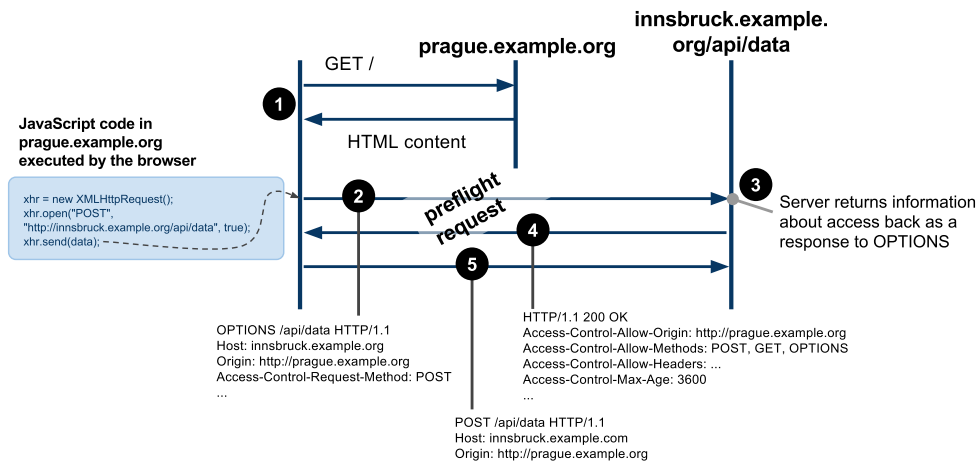 innsbruck.example.
org/api/data
prague.example.org
GET /
1
HTML content
JavaScript code in
prague.example.org
executed by the browser
xhr = new XMLHttpRequest();
xhr.open("POST",
"http://innsbruck.example.org/api/data", true);
xhr.send(data);
2
preflight
request
3
Server returns information
about access back as a
response to OPTIONS
4
5
OPTIONS /api/data HTTP/1.1
Host: innsbruck.example.org
Origin: http://prague.example.org
Access-Control-Request-Method: POST
...
HTTP/1.1 200 OK
Access-Control-Allow-Origin: http://prague.example.org
Access-Control-Allow-Methods: POST, GET, OPTIONS
Access-Control-Allow-Headers: ...
Access-Control-Max-Age: 3600
...
POST /api/data HTTP/1.1
Host: innsbruck.example.com
Origin: http://prague.example.org